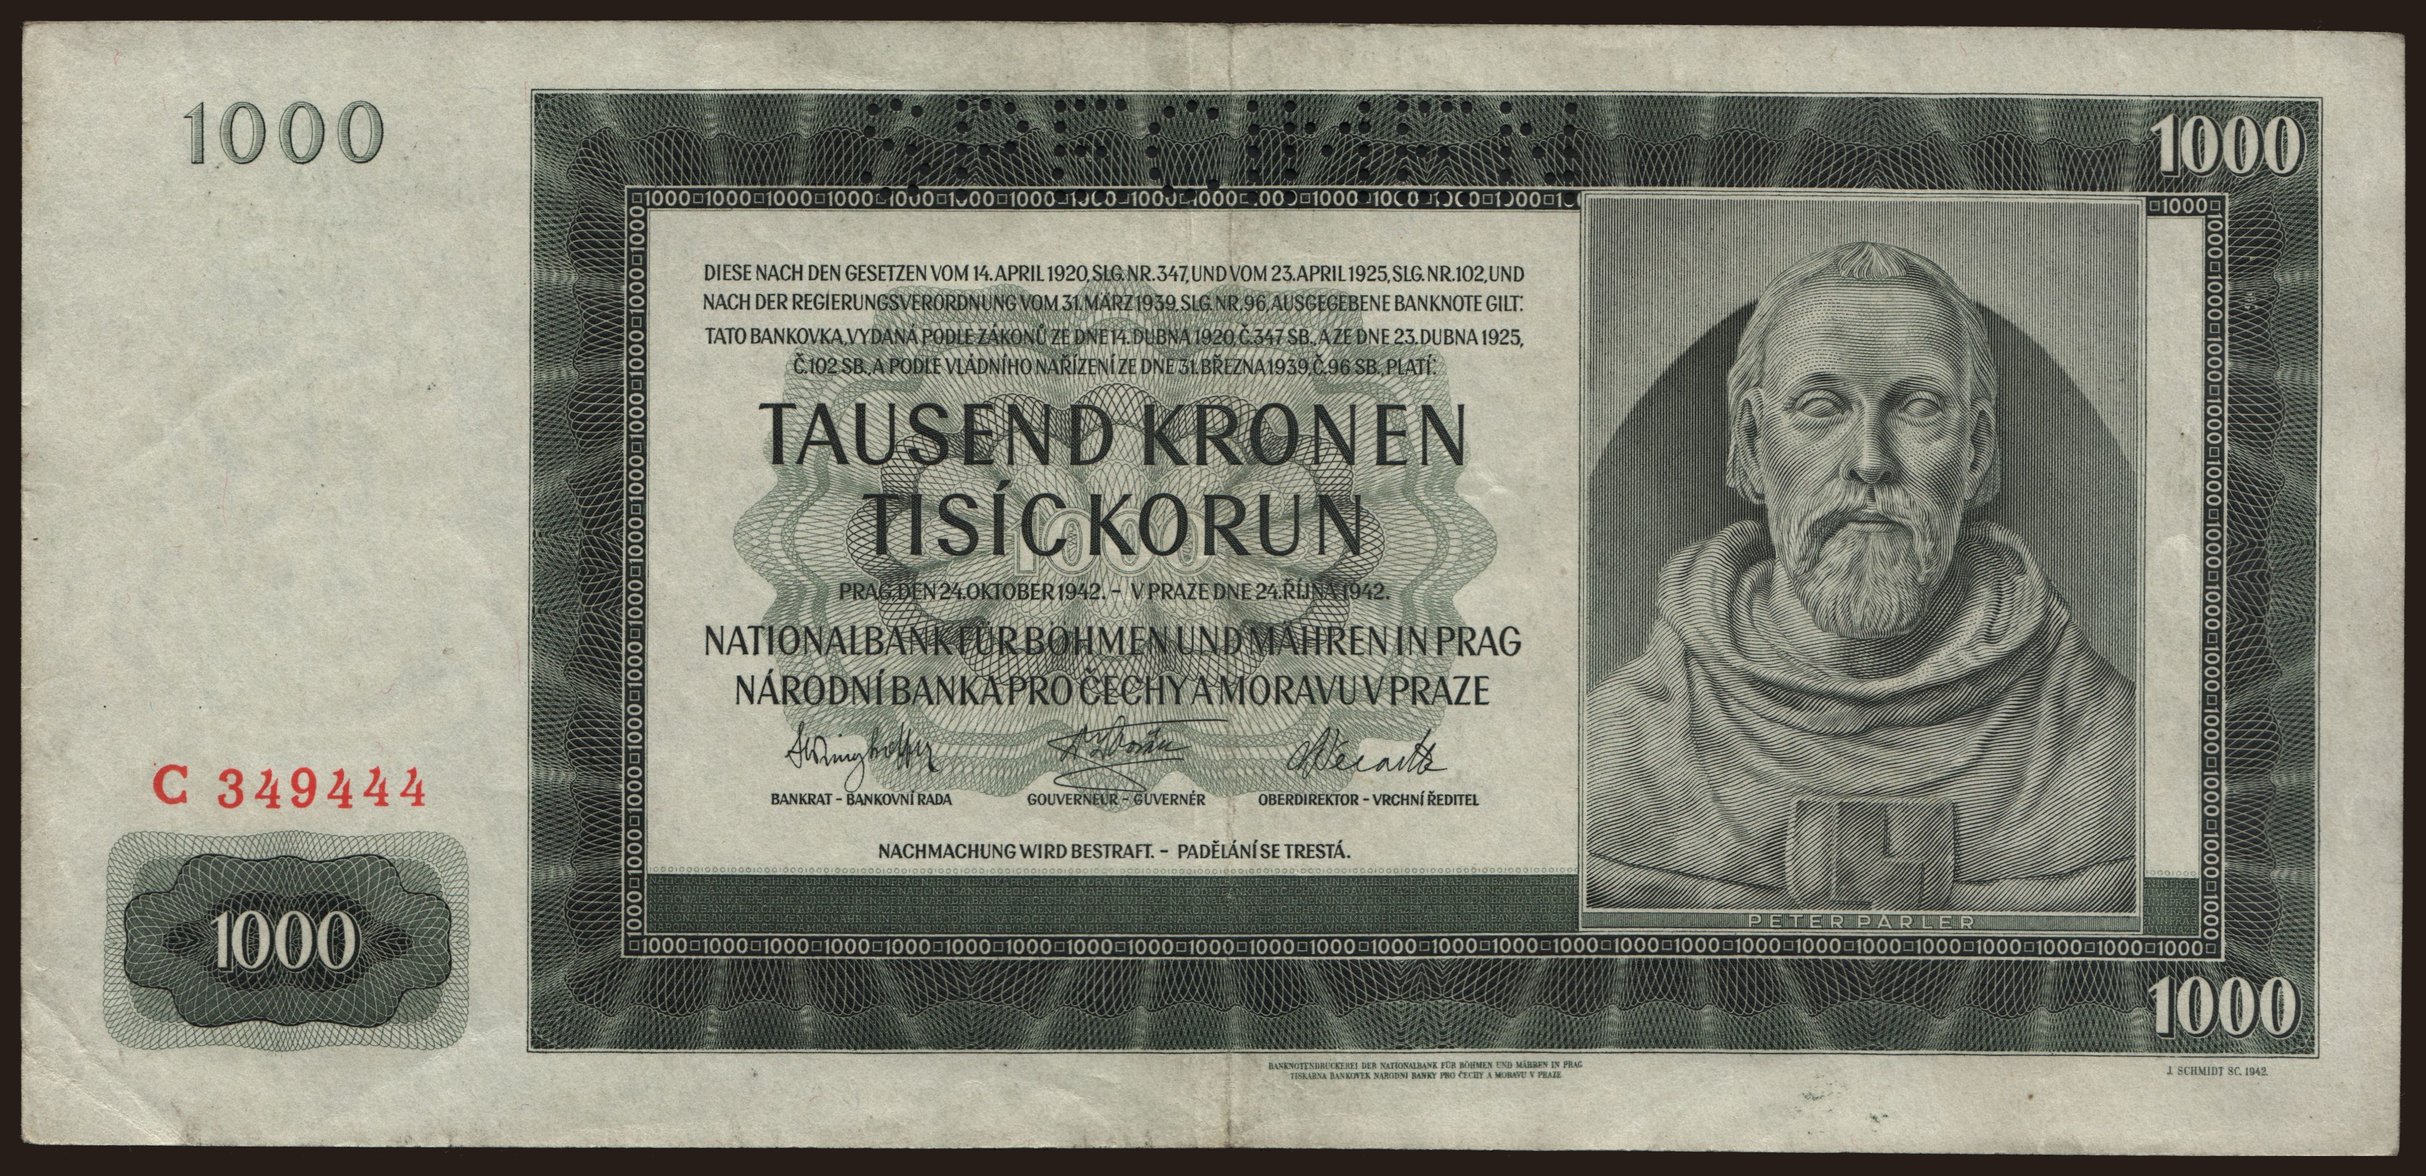 SPECIMEN
1000
1000
DIESE NACH DEN GESETZEN VOM 14. APRIL 1920, SLG. NR. 347, UND VOM 23. APRIL 1925, SLG. NR. 102, UND
NACH DER REGIERUNGSVERORDNUNG VOM 31. MÄRZ 1939, SLG. NR. 96, AUSGEGEBENE BANKNOTE GILT:
TATO BANKOVKA, VYDANÁ PODLE ZÁKONŮ ZE DNE 14. DUBNA 1920, Č. 347 SB., A ZE DNE 23. DUBNA 1925,
Č. 102 SB., A PODLE VLÁDNÍHO NAŘÍZENÍ ZE DNE 31. BŘEZNA 1939, Č. 96 SB., PLATÍ:
TAUSEND KRONEN
TISÍC KORUN
1000
PRAG, DEN 24. OKTOBER 1942. – V PRAZE DNE 24. ŘÍJNA 1942.
NATIONALBANK FÜR BÖHMEN UND MÄHREN IN PRAG
NÁRODNÍ BANKA PRO ČECHY A MORAVU V PRAZE
C 349444
BANKRAT – BANKOVNÍ RADA
GOUVERNEUR – GUVERNÉR
OBERDIREKTOR – VRCHNÍ ŘEDITEL
NACHMACHUNG WIRD BESTRAFT. – PADĚLÁNÍ SE TRESTÁ.
PETER PARLER
1000
1000
BANKNOTENDRUCKEREI DER NATIONALBANK FÜR BÖHMEN UND MÄHREN IN PRAG
TISKÁRNA BANKOVEK NÁRODNÍ BANKY PRO ČECHY A MORAVU V PRAZE
J. SCHMIDT SC. 1942.